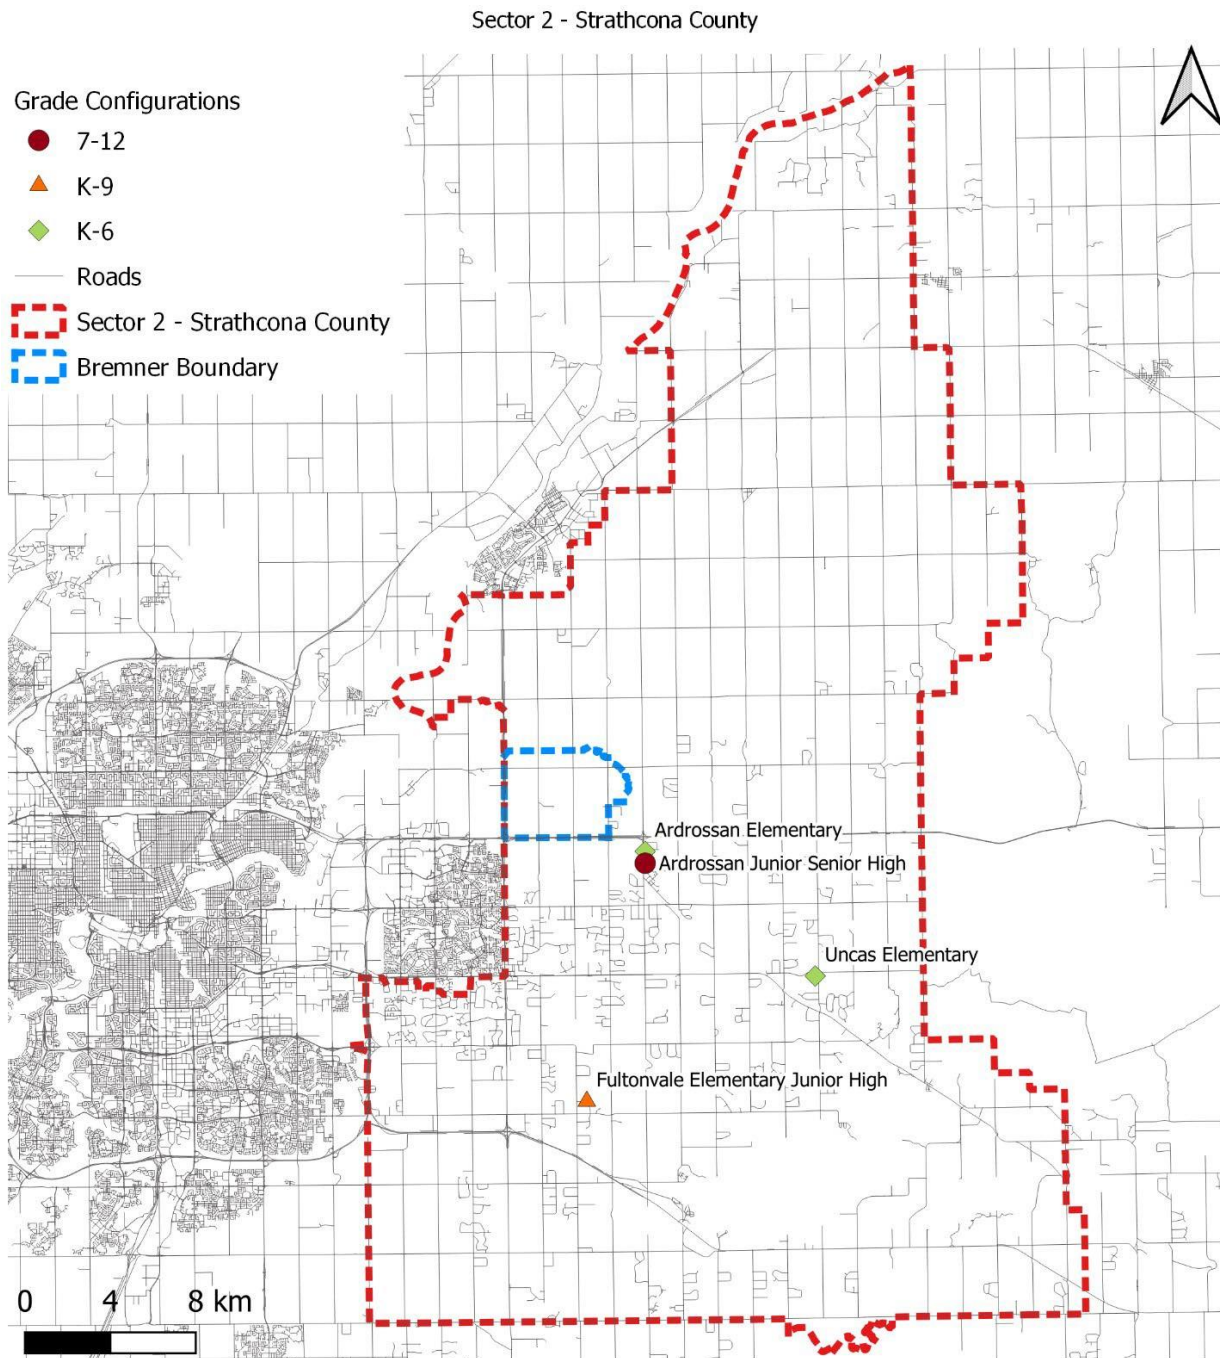 Sector 2 - Strathcona County
Grade Configurations
7-12
K-9
K-6
Roads
Sector 2 - Strathcona County
Bremner Boundary
Ardrossan Elementary
Ardrossan Junior Senior High
Uncas Elementary
Fultonvale Elementary Junior High
0 4 8 km